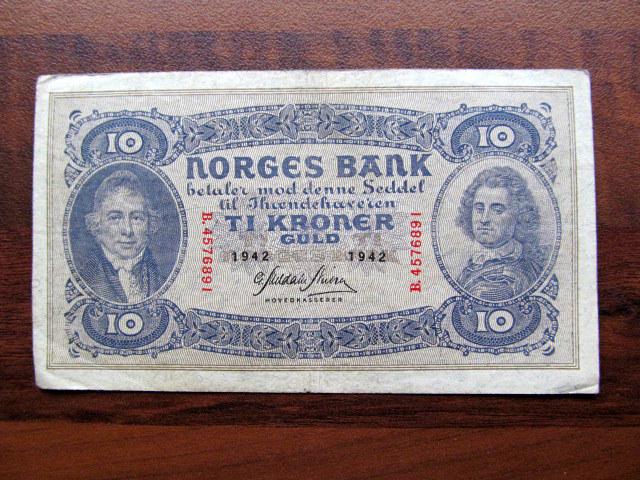 10 10
NORGES BANK
betaler mod denne Seddel
til Ihændehaveren
TI KRONER
GULD
1942 1942
B.4576891 B.4576891
HOVEDKASSERER
10 10